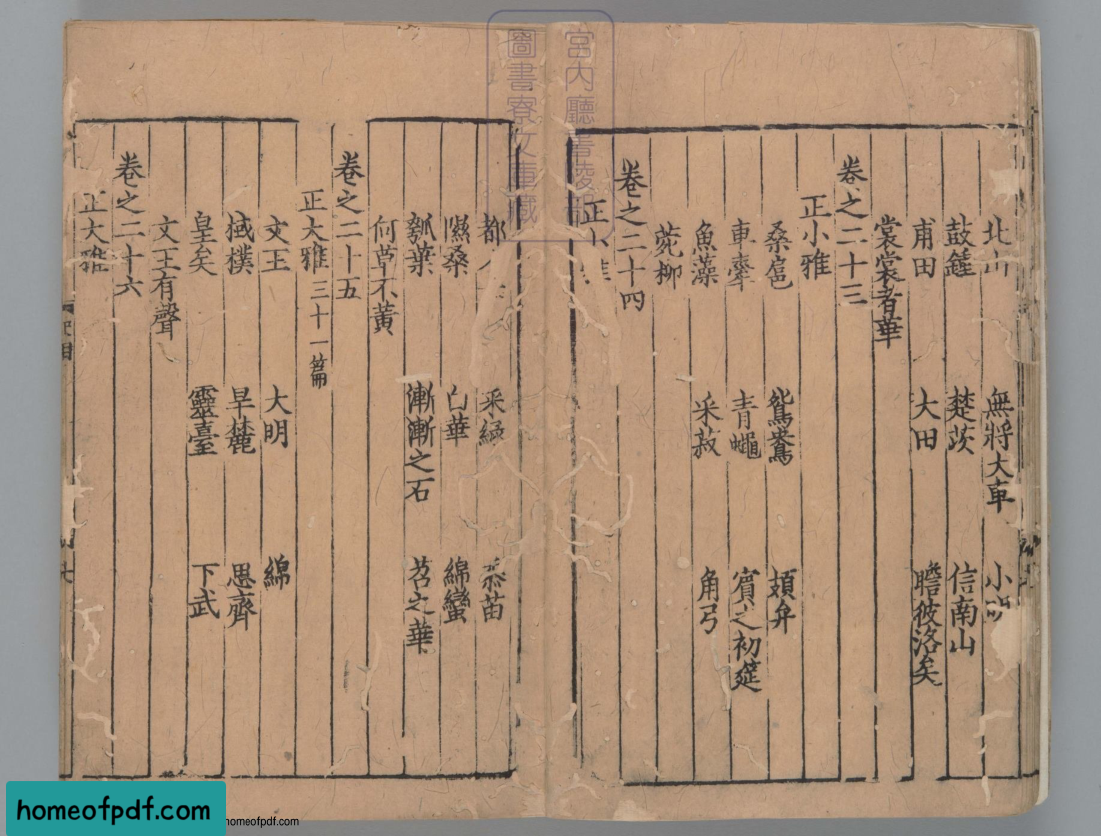 宮內廳書陵部
圖書寮文庫藏
北山 無將大車 小明
鼓鍾 楚茨 信南山
甫田 大田 瞻彼洛矣
裳裳者華
卷之二十三
正小雅
桑扈 鴛鴦 頍弁
車舝 青蠅 賓之初筵
魚藻 采菽 角弓
菀柳
卷之二十四
正小雅
都人 采綠 黍苗
隰桑 白華 綿蠻
瓠葉 漸漸之石 苕之華
何草不黃
卷之二十五
正大雅 三十一篇
文王 大明 綿
棫樸 旱麓 思齊
皇矣 靈臺 下武
文王有聲
卷之二十六
正大雅
homeofpdf.com
homeofpdf.com